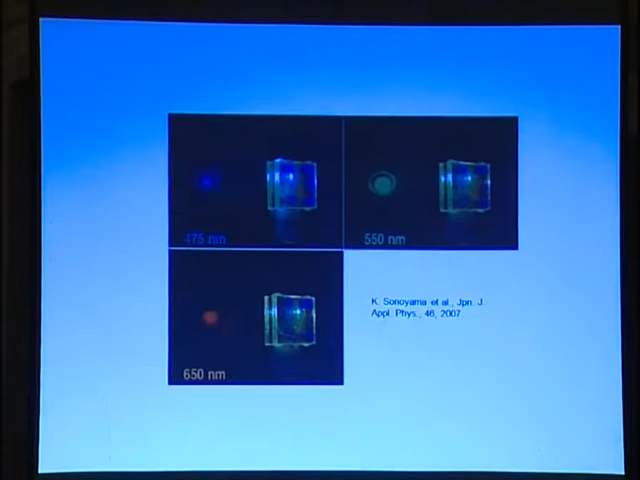 475 nm
550 nm
650 nm
K. Sonoyama et al., Jpn. J.
Appl. Phys., 46, 2007.